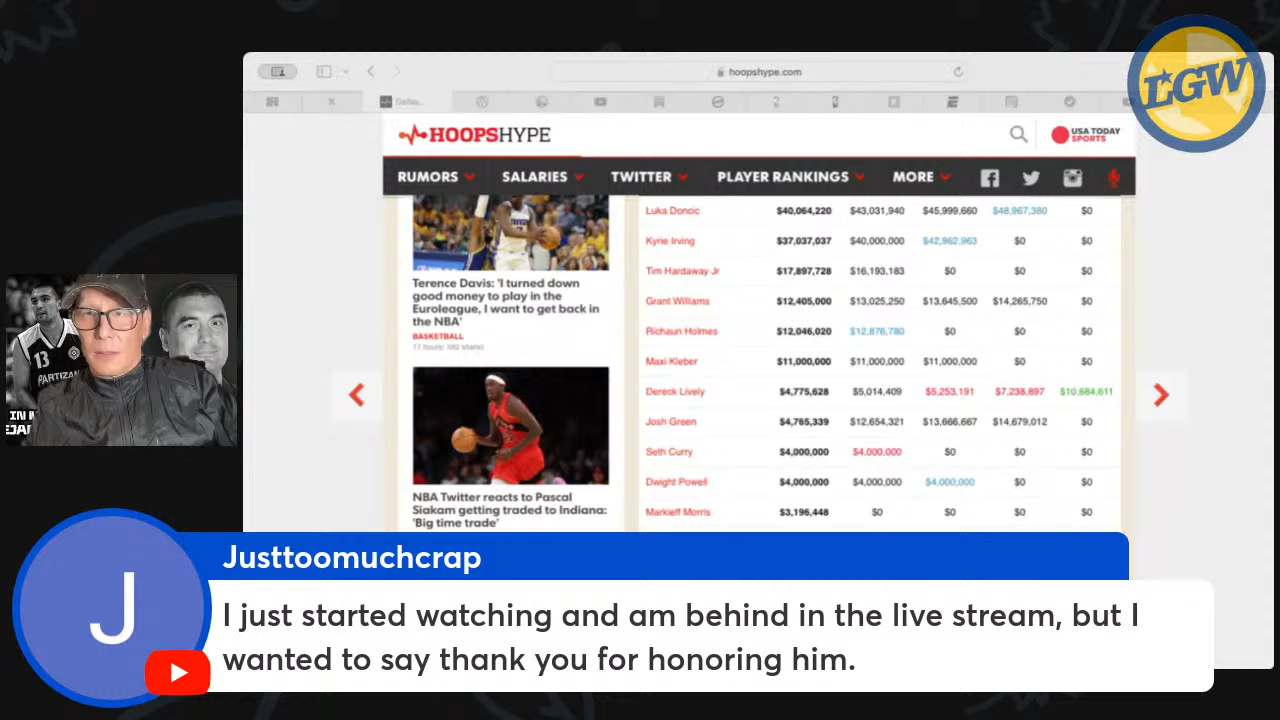 LGW
hoopshype.com
Dallas...
HOOPSHYPE
USA TODAY
SPORTS
RUMORS SALARIES TWITTER PLAYER RANKINGS MORE
Luka Doncic $40,064,220 $43,031,940 $45,999,660 $48,967,380 $0
Kyrie Irving $37,037,037 $40,000,000 $42,962,963 $0 $0
Tim Hardaway Jr $17,897,728 $16,193,183 $0 $0 $0
Grant Williams $12,405,000 $13,025,250 $13,645,500 $14,265,750 $0
Richaun Holmes $12,046,020 $12,876,780 $0 $0 $0
Maxi Kleber $11,000,000 $11,000,000 $11,000,000 $0 $0
Dereck Lively $4,775,628 $5,014,409 $5,253,191 $7,238,897 $10,684,611
Josh Green $4,765,339 $12,654,321 $13,666,667 $14,679,012 $0
Seth Curry $4,000,000 $4,000,000 $0 $0 $0
Dwight Powell $4,000,000 $4,000,000 $4,000,000 $0 $0
Markieff Morris $3,196,448 $0 $0 $0 $0
Terence Davis: 'I turned down
good money to play in the
Euroleague, I want to get back in
the NBA'
BASKETBALL
NBA Twitter reacts to Pascal
Siakam getting traded to Indiana:
'Big time trade'
13
PARTIZAN
IN
EJA
J
Justtoomuchcrap
I just started watching and am behind in the live stream, but I
wanted to say thank you for honoring him.